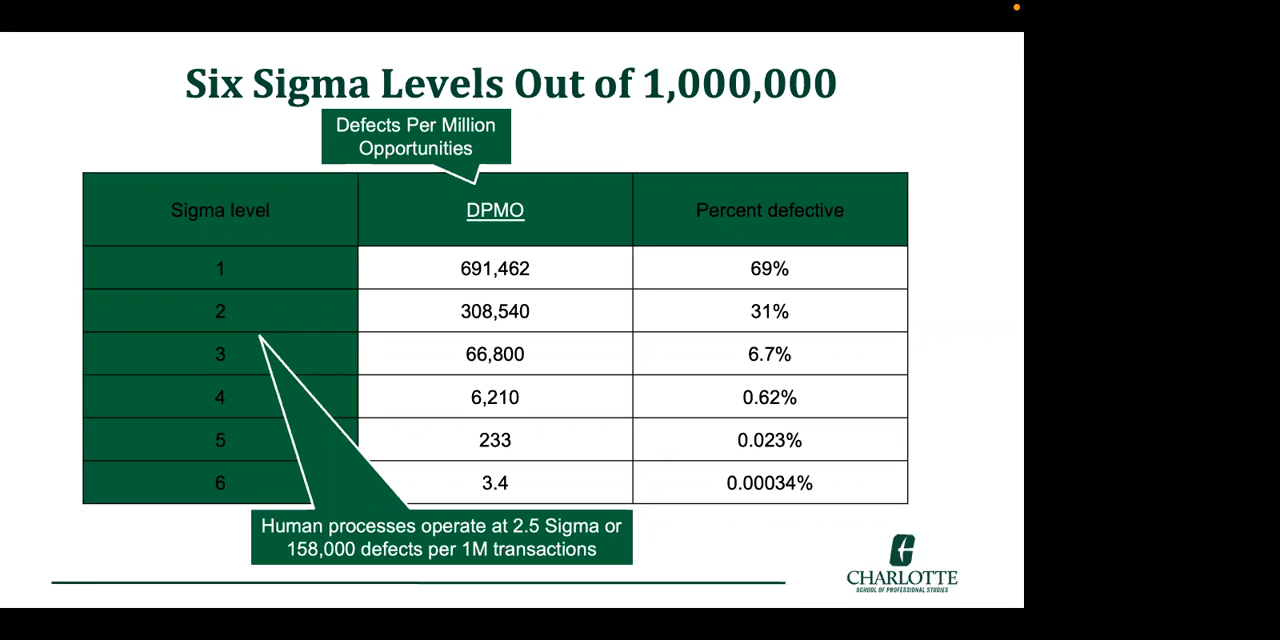 Six Sigma Levels Out of 1,000,000
Defects Per Million
Opportunities
Sigma level DPMO Percent defective
1 691,462 69%
2 308,540 31%
3 66,800 6.7%
4 6,210 0.62%
5 233 0.023%
6 3.4 0.00034%
Human processes operate at 2.5 Sigma or
158,000 defects per 1M transactions
CHARLOTTE
SCHOOL OF PROFESSIONAL STUDIES